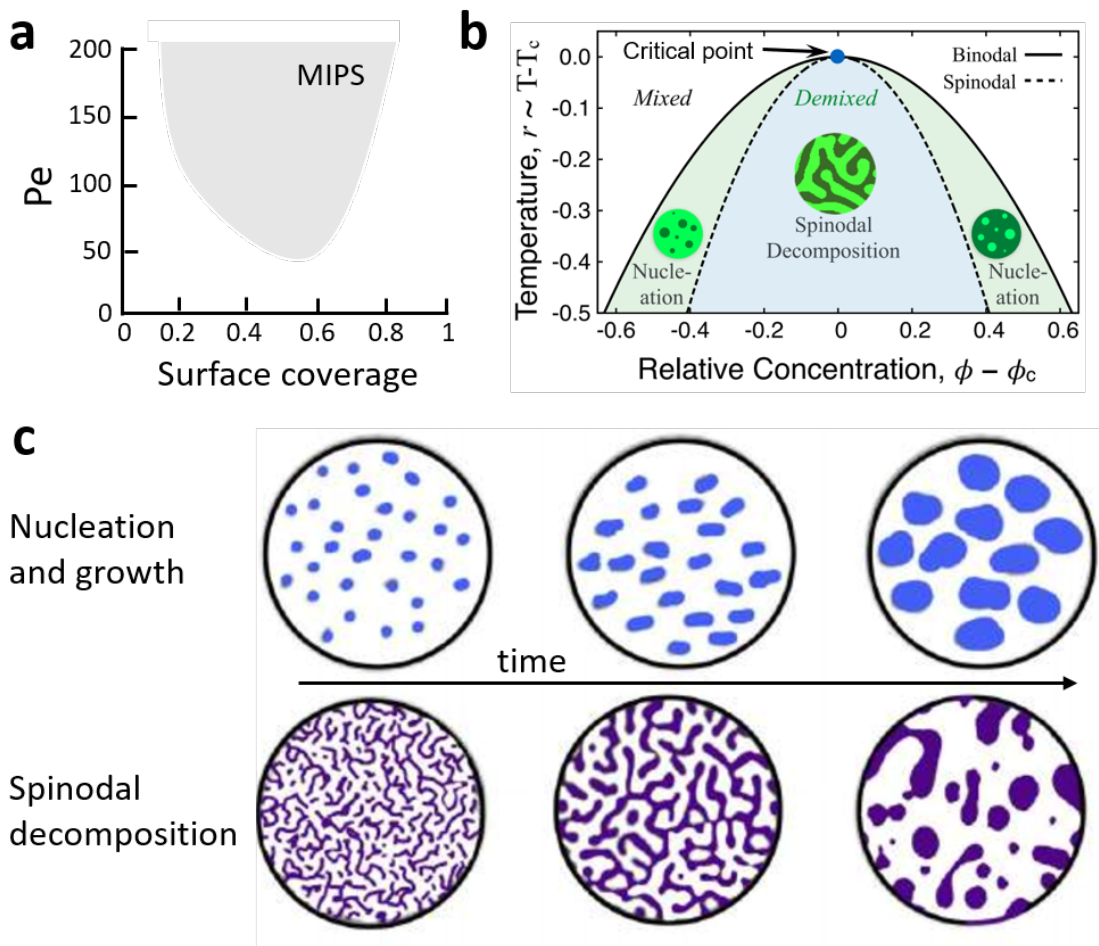 a
200
150
100
50
0
Pe
MIPS
0
0.2
0.4
0.6
0.8
1
Surface coverage
b
Critical point
Binodal
Spinodal
Mixed
Demixed
0.0
-0.1
-0.2
-0.3
-0.4
-0.5
Temperature, r ~ T-Tc
Spinodal
Decomposition
Nucle-
ation
Nucle-
ation
-0.6
-0.4
-0.2
0
0.2
0.4
0.6
Relative Concentration, ϕ − ϕc
c
Nucleation
and growth
time
Spinodal
decomposition